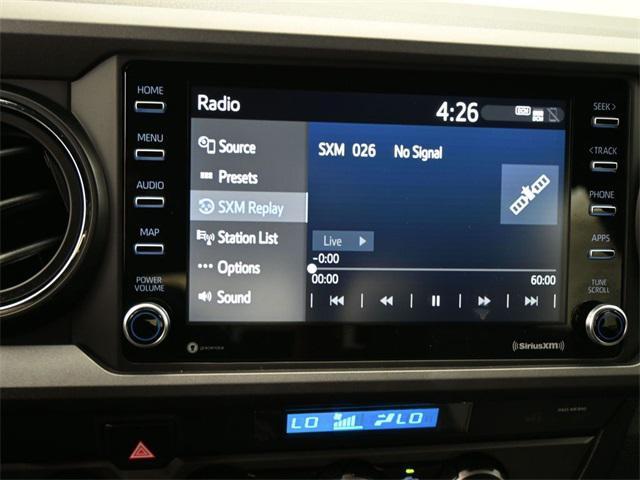 HOME
MENU
AUDIO
MAP
POWER
VOLUME
Radio
4:26
Source
Presets
SXM Replay
Station List
Options
Sound
SXM 026 No Signal
Live
-0:00
00:00 60:00
SEEK>
<TRACK
PHONE
APPS
TUNE
SCROLL
gracenote
SiriusXM
LO LO